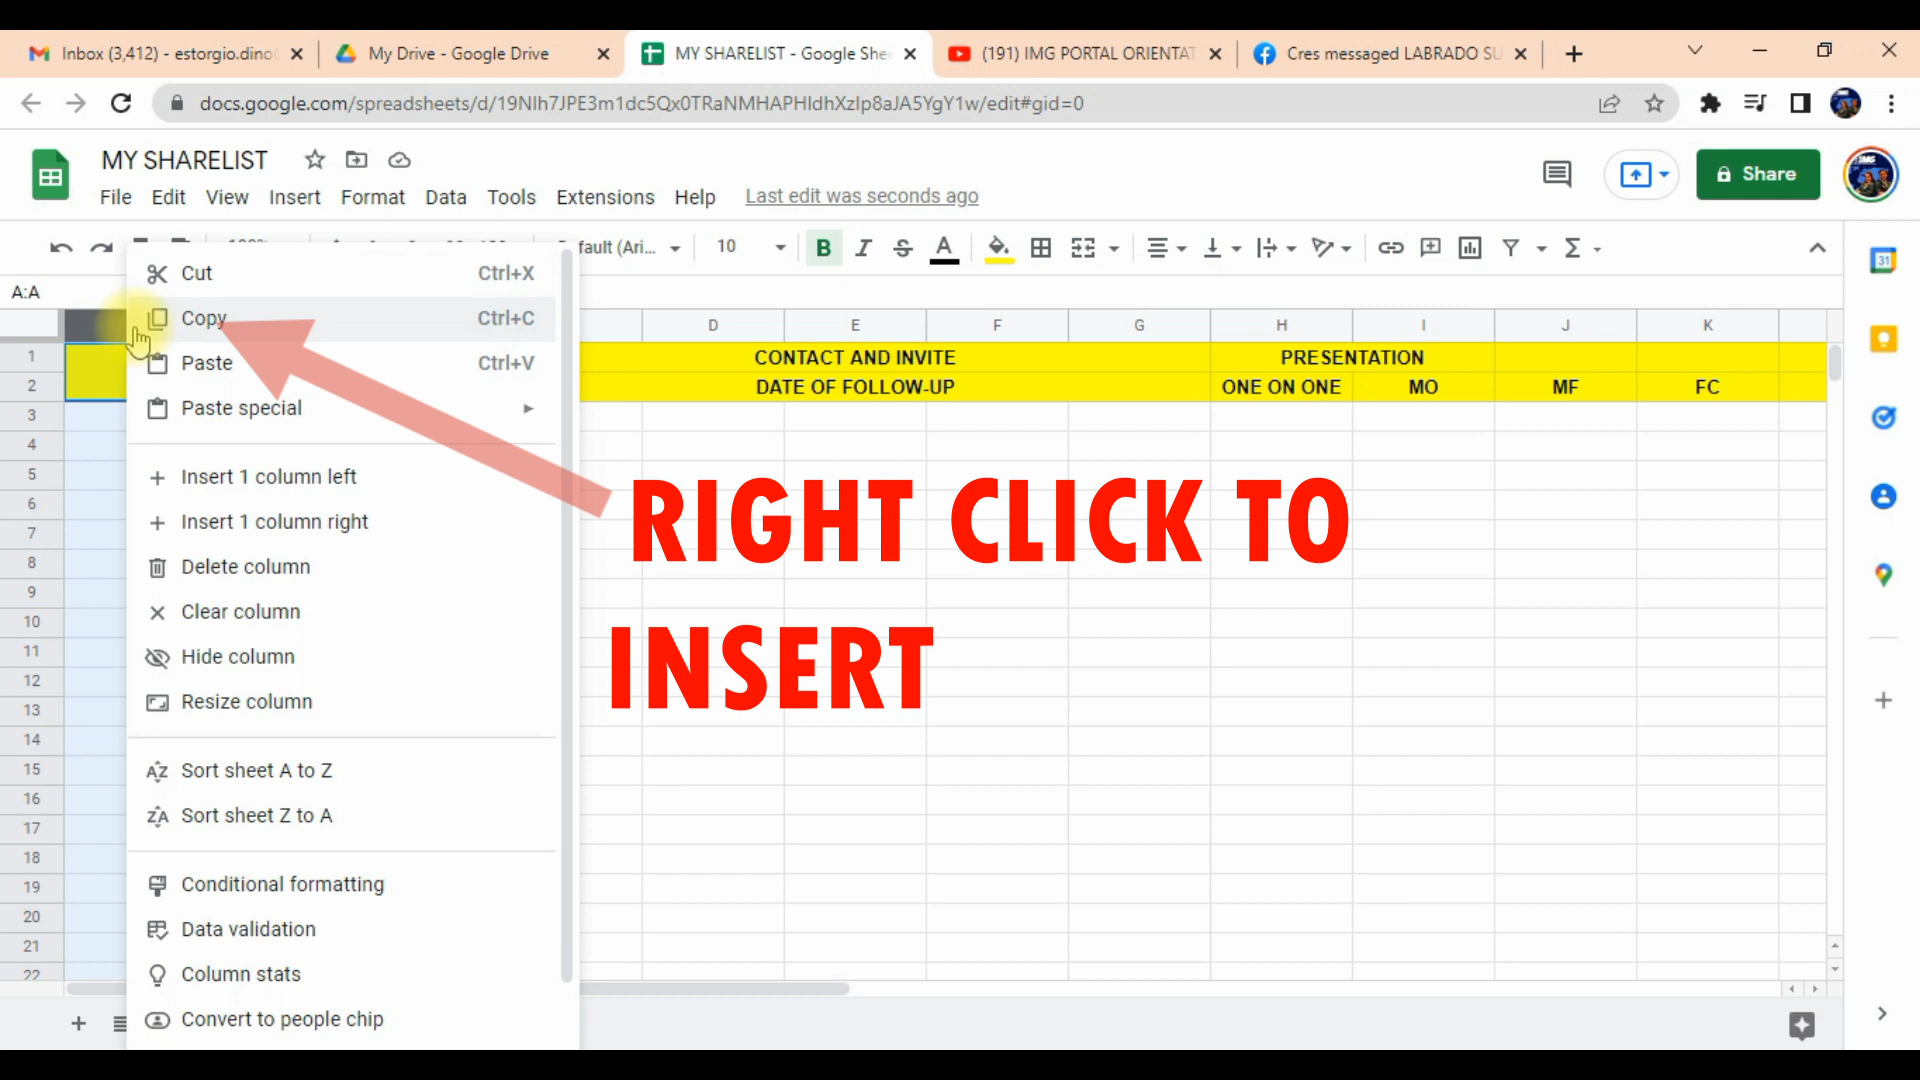 Inbox (3,412) - estorgio.dino
My Drive - Google Drive
MY SHARELIST - Google She
(191) IMG PORTAL ORIENTAT
Cres messaged LABRADO SU
docs.google.com/spreadsheets/d/19NIh7JPE3m1dc5Qx0TRaNMHAPHIdhXzIp8aJA5YgY1w/edit#gid=0
MY SHARELIST
File Edit View Insert Format Data Tools Extensions Help Last edit was seconds ago
Share
fault (Ari... 10 B I S A
31
A:A
D E F G H I J K
1 CONTACT AND INVITE PRESENTATION
2 DATE OF FOLLOW-UP ONE ON ONE MO MF FC
3
4
5
6
7
8
9
10
11
12
13
14
15
16
17
18
19
20
21
22
Cut Ctrl+X
Copy Ctrl+C
Paste Ctrl+V
Paste special
Insert 1 column left
Insert 1 column right
Delete column
Clear column
Hide column
Resize column
Sort sheet A to Z
Sort sheet Z to A
Conditional formatting
Data validation
Column stats
Convert to people chip
RIGHT CLICK TO
INSERT